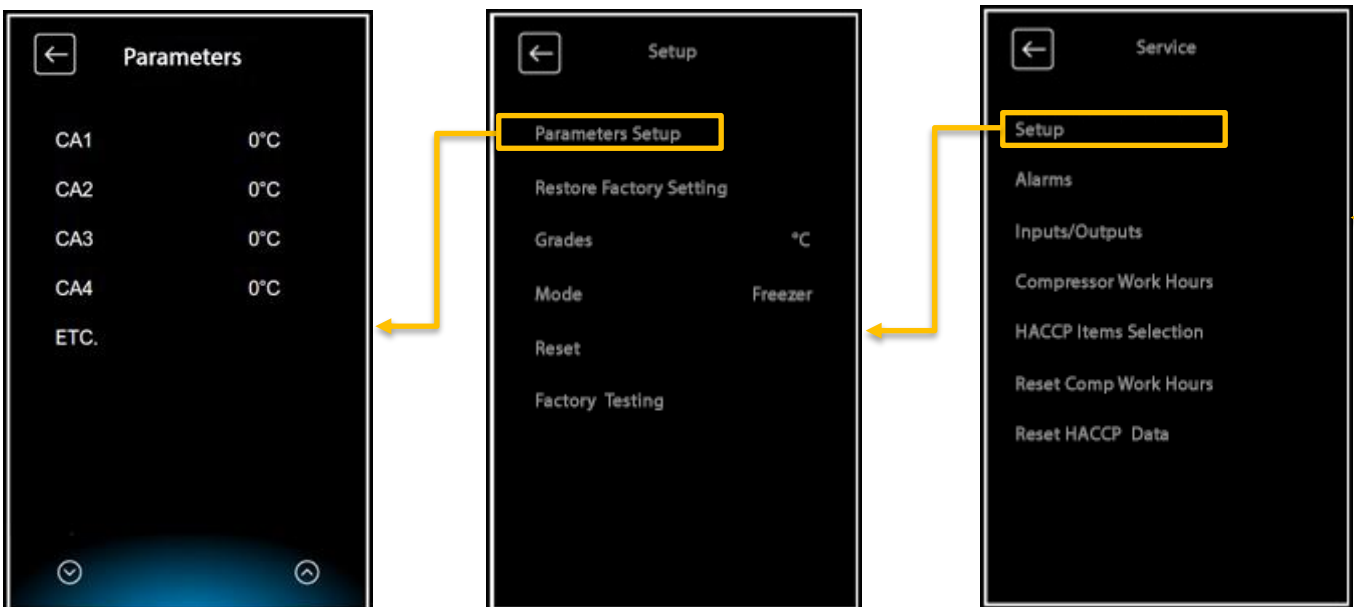 Parameters
CA1 0°C
CA2 0°C
CA3 0°C
CA4 0°C
ETC.
Setup
Parameters Setup
Restore Factory Setting
Grades °C
Mode Freezer
Reset
Factory Testing
Service
Setup
Alarms
Inputs/Outputs
Compressor Work Hours
HACCP Items Selection
Reset Comp Work Hours
Reset HACCP Data